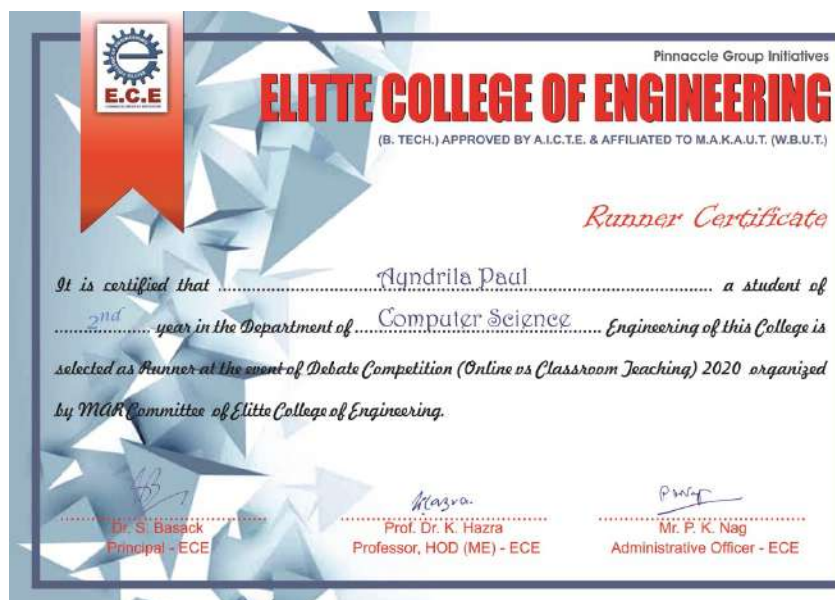 E.C.E
Pinnaccle Group Initiatives
ELITTE COLLEGE OF ENGINEERING
(B. TECH.) APPROVED BY A.I.C.T.E. & AFFILIATED TO M.A.K.A.U.T. (W.B.U.T.)
Runner Certificate
It is certified that ........ Ayndrila Paul ........ a student of
........ 2nd ........ year in the Department of ........ Computer Science ........ Engineering of this College is
selected as Runner at the event of Debate Competition (Online vs Classroom Teaching) 2020 organized
by MAR Committee of Elitte College of Engineering.
Hazra.
PWNag
Dr. S. Basack
Principal - ECE
Prof. Dr. K. Hazra
Professor, HOD (ME) - ECE
Mr. P. K. Nag
Administrative Officer - ECE